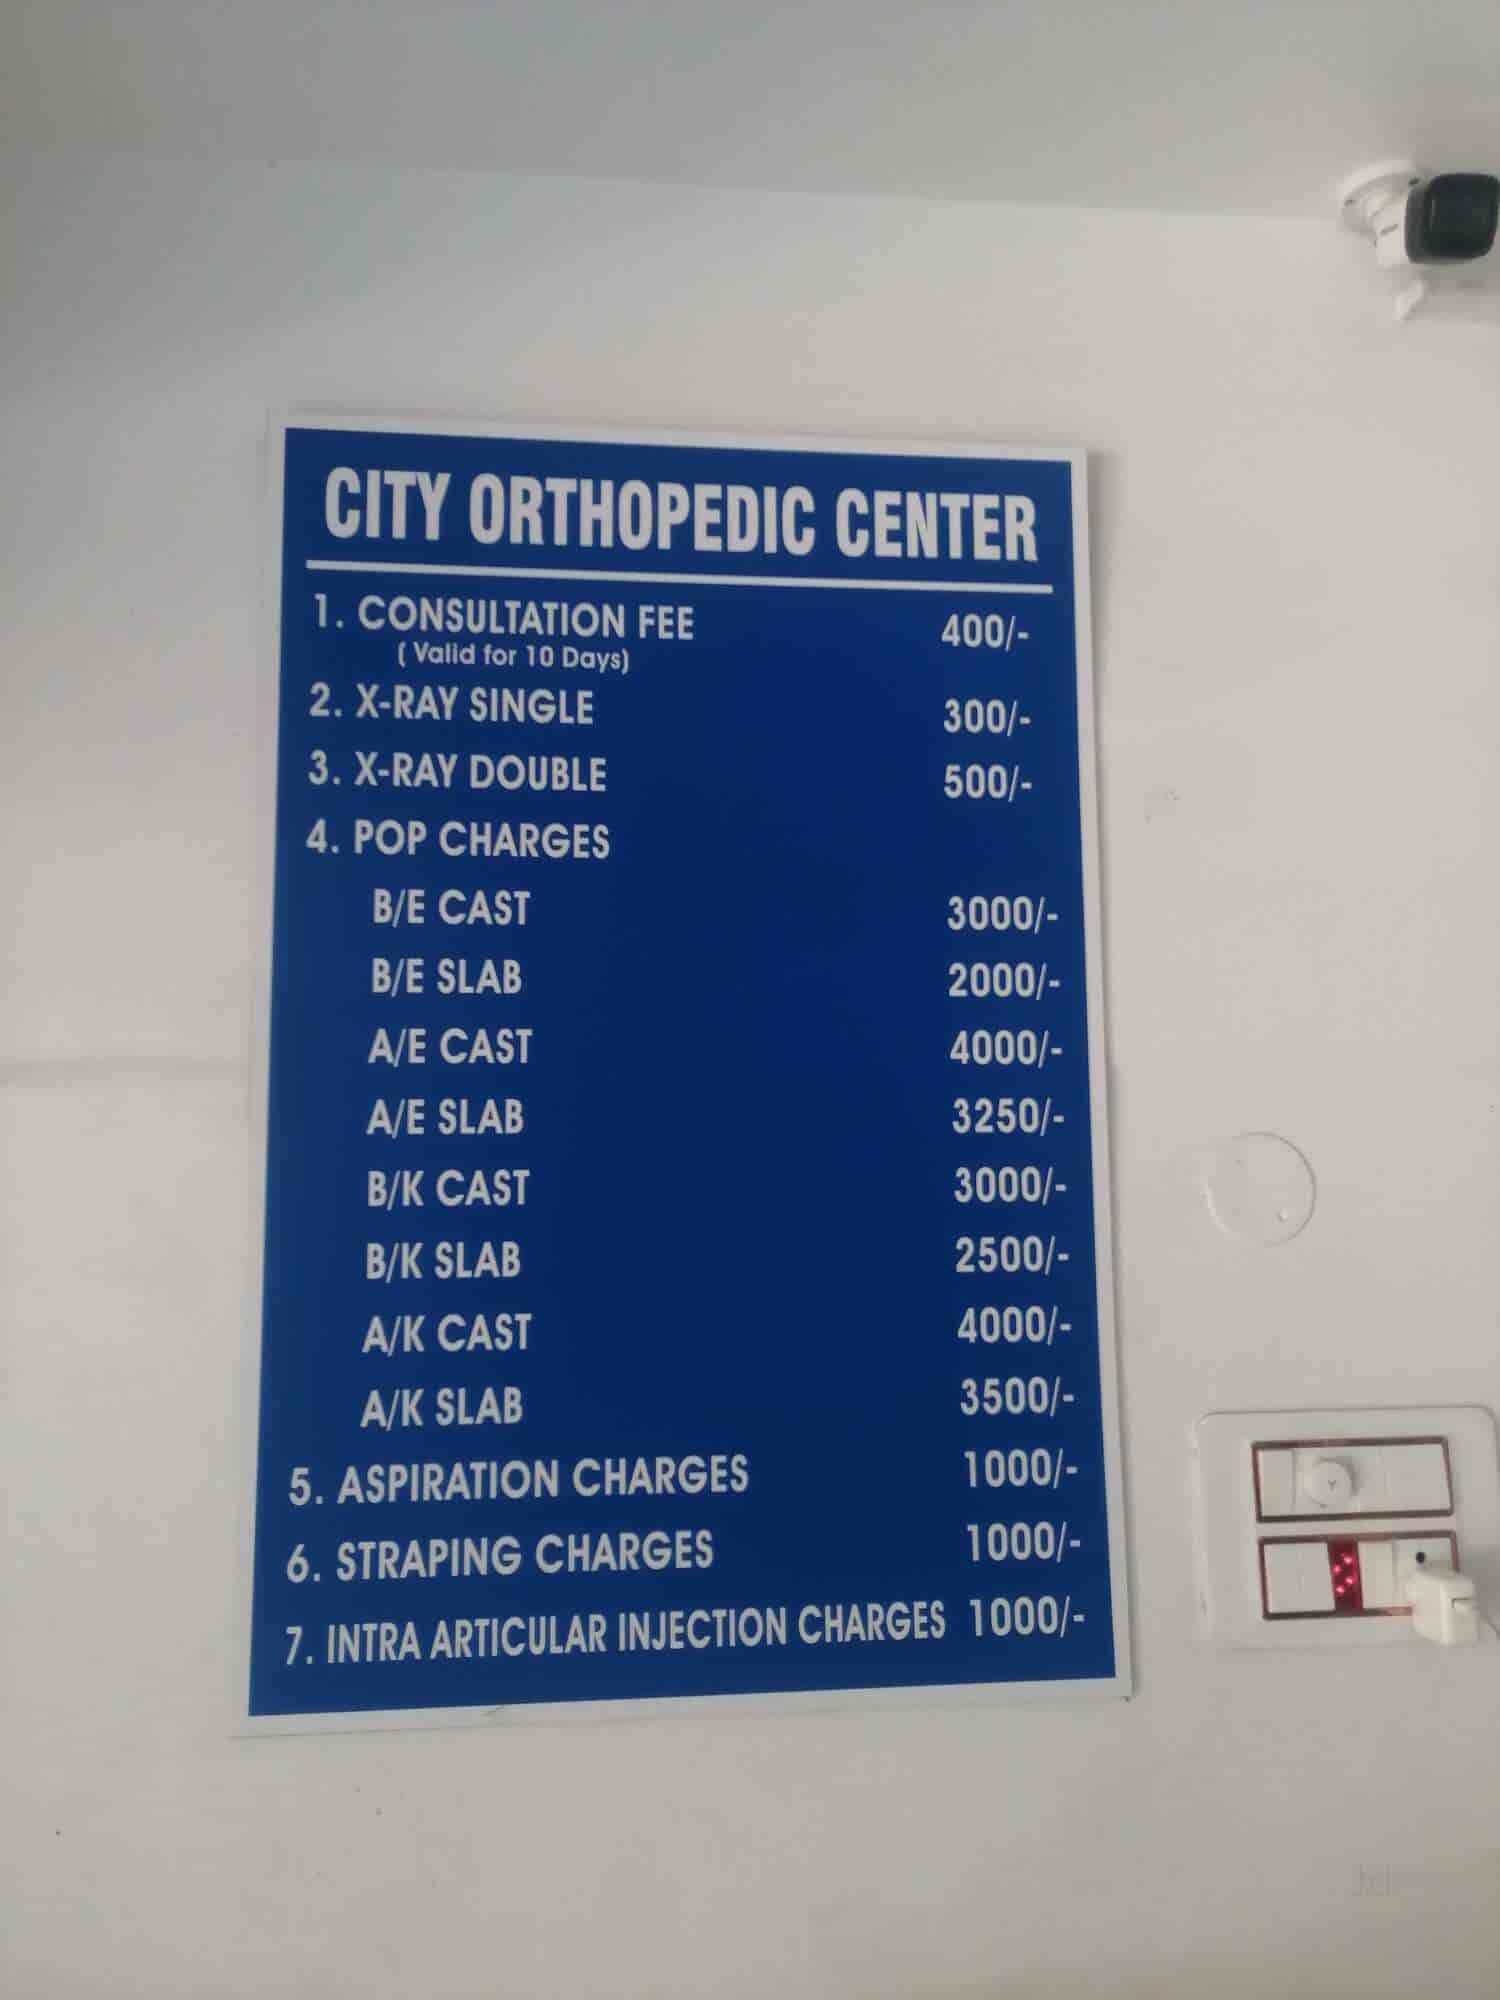 CITY ORTHOPEDIC CENTER
1. CONSULTATION FEE 400/-
( Valid for 10 Days)
2. X-RAY SINGLE 300/-
3. X-RAY DOUBLE 500/-
4. POP CHARGES
B/E CAST 3000/-
B/E SLAB 2000/-
A/E CAST 4000/-
A/E SLAB 3250/-
B/K CAST 3000/-
B/K SLAB 2500/-
A/K CAST 4000/-
A/K SLAB 3500/-
5. ASPIRATION CHARGES 1000/-
6. STRAPING CHARGES 1000/-
7. INTRA ARTICULAR INJECTION CHARGES 1000/-